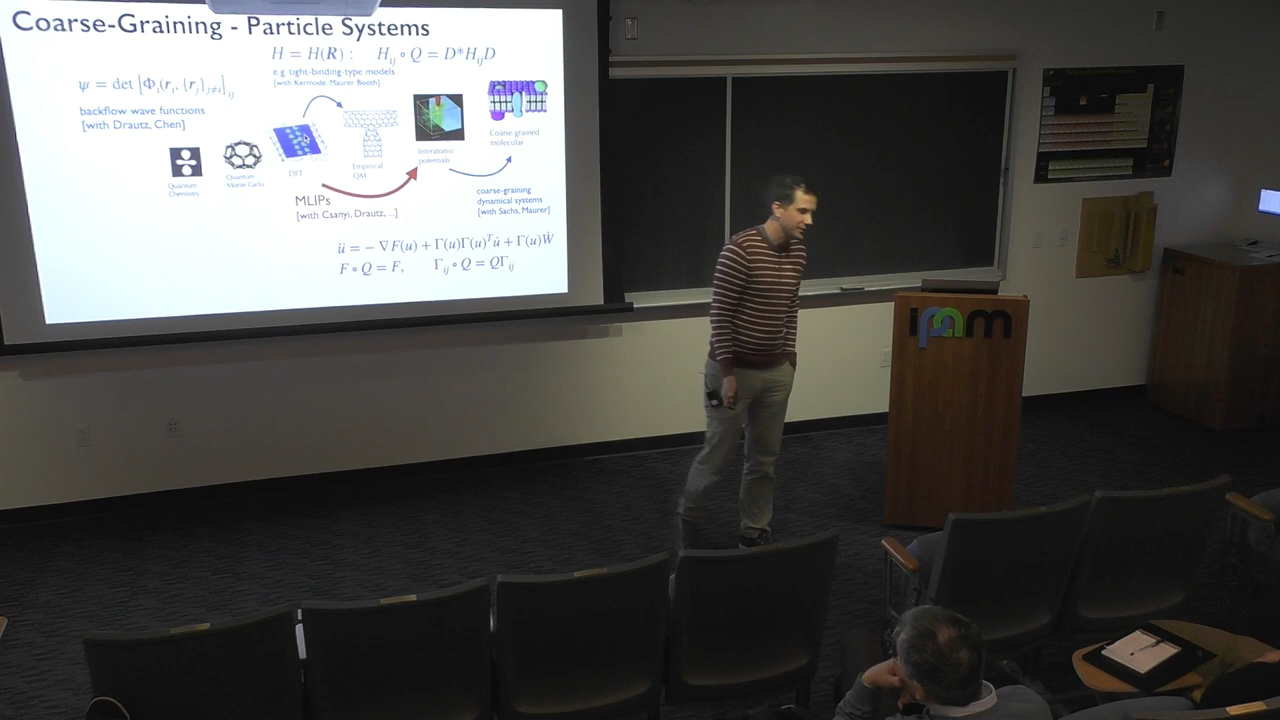 Coarse-Graining - Particle Systems
H = H(R) : H_ij ∘ Q = D*H_ij D
e.g tight-binding-type models
[with Kermode, Maurer Booth]
ψ = det [Φ_i(r_i, {r_j}_{j≠i}]_ij
backflow wave functions
[with Drautz, Chen]
Quantum
Chemistry
Quantum
Monte Carlo
DFT
Empirical
QM
Interatomic
potentials
Coarse grained
molecular
MLIPs
[with Csanyi, Drautz, ...]
coarse-graining
dynamical systems
[with Sachs, Maurer]
ü = − ∇F(u) + Γ(u)Γ(u)^T u̇ + Γ(u)Ẇ
F ∘ Q = F, Γ_ij ∘ Q = QΓ_ij
ipam